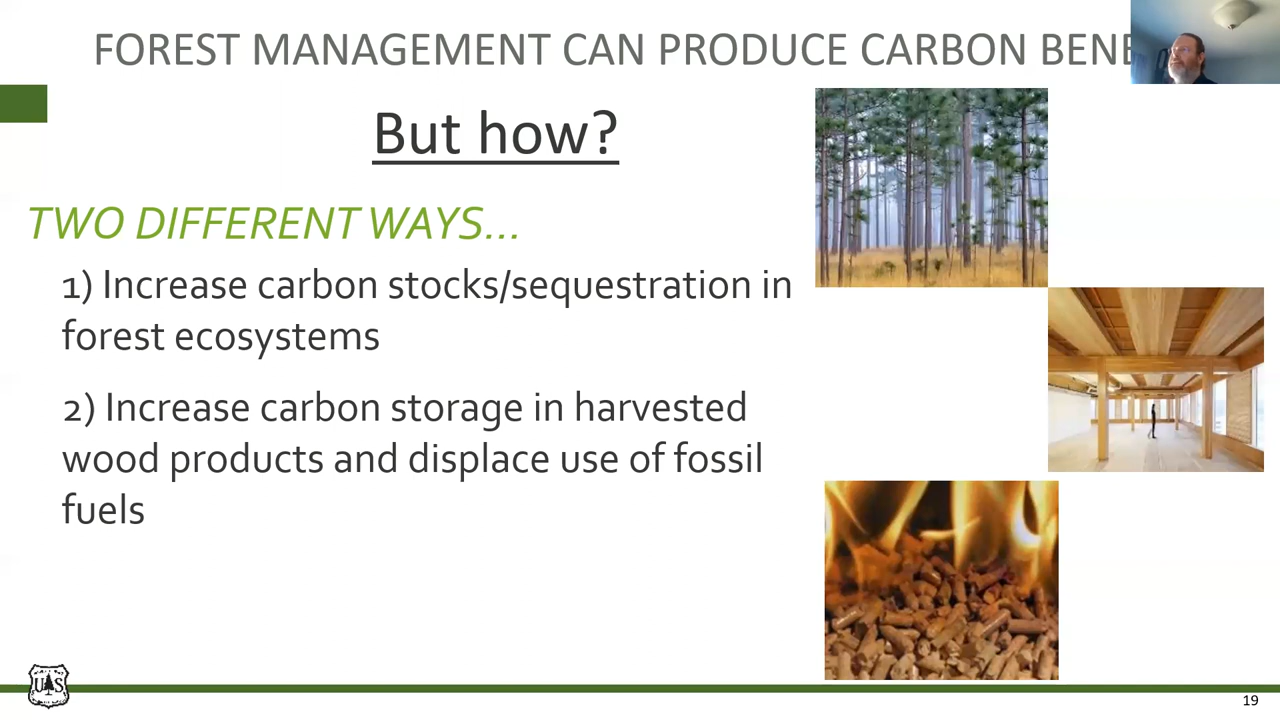 FOREST MANAGEMENT CAN PRODUCE CARBON
But how?
TWO DIFFERENT WAYS...
1) Increase carbon stocks/sequestration in
forest ecosystems
2) Increase carbon storage in harvested
wood products and displace use of fossil
fuels
U S
19